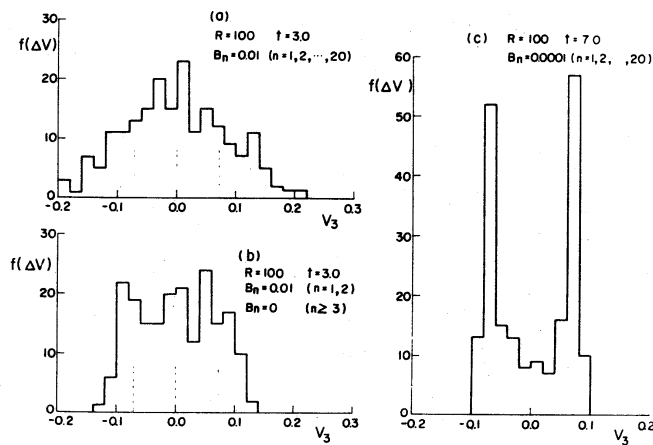 (a)
R=100 t=3.0
Bn=0.01 (n=1,2,···,20)
f(ΔV)
30
20
10
0
-0.2 -0.1 0.0 0.1 0.2 0.3
V3
(b)
R=100 t=3.0
Bn=0.01 (n=1,2)
Bn=0 (n≥3)
f(ΔV)
30
20
10
0
-0.2 -0.1 0.0 0.1 0.2 0.3
V3
(c) R=100 t=7.0
Bn=0.0001 (n=1,2, ,20)
f(ΔV)
60
50
40
30
20
10
0
-0.2 -0.1 0.0 0.1 0.2
V3